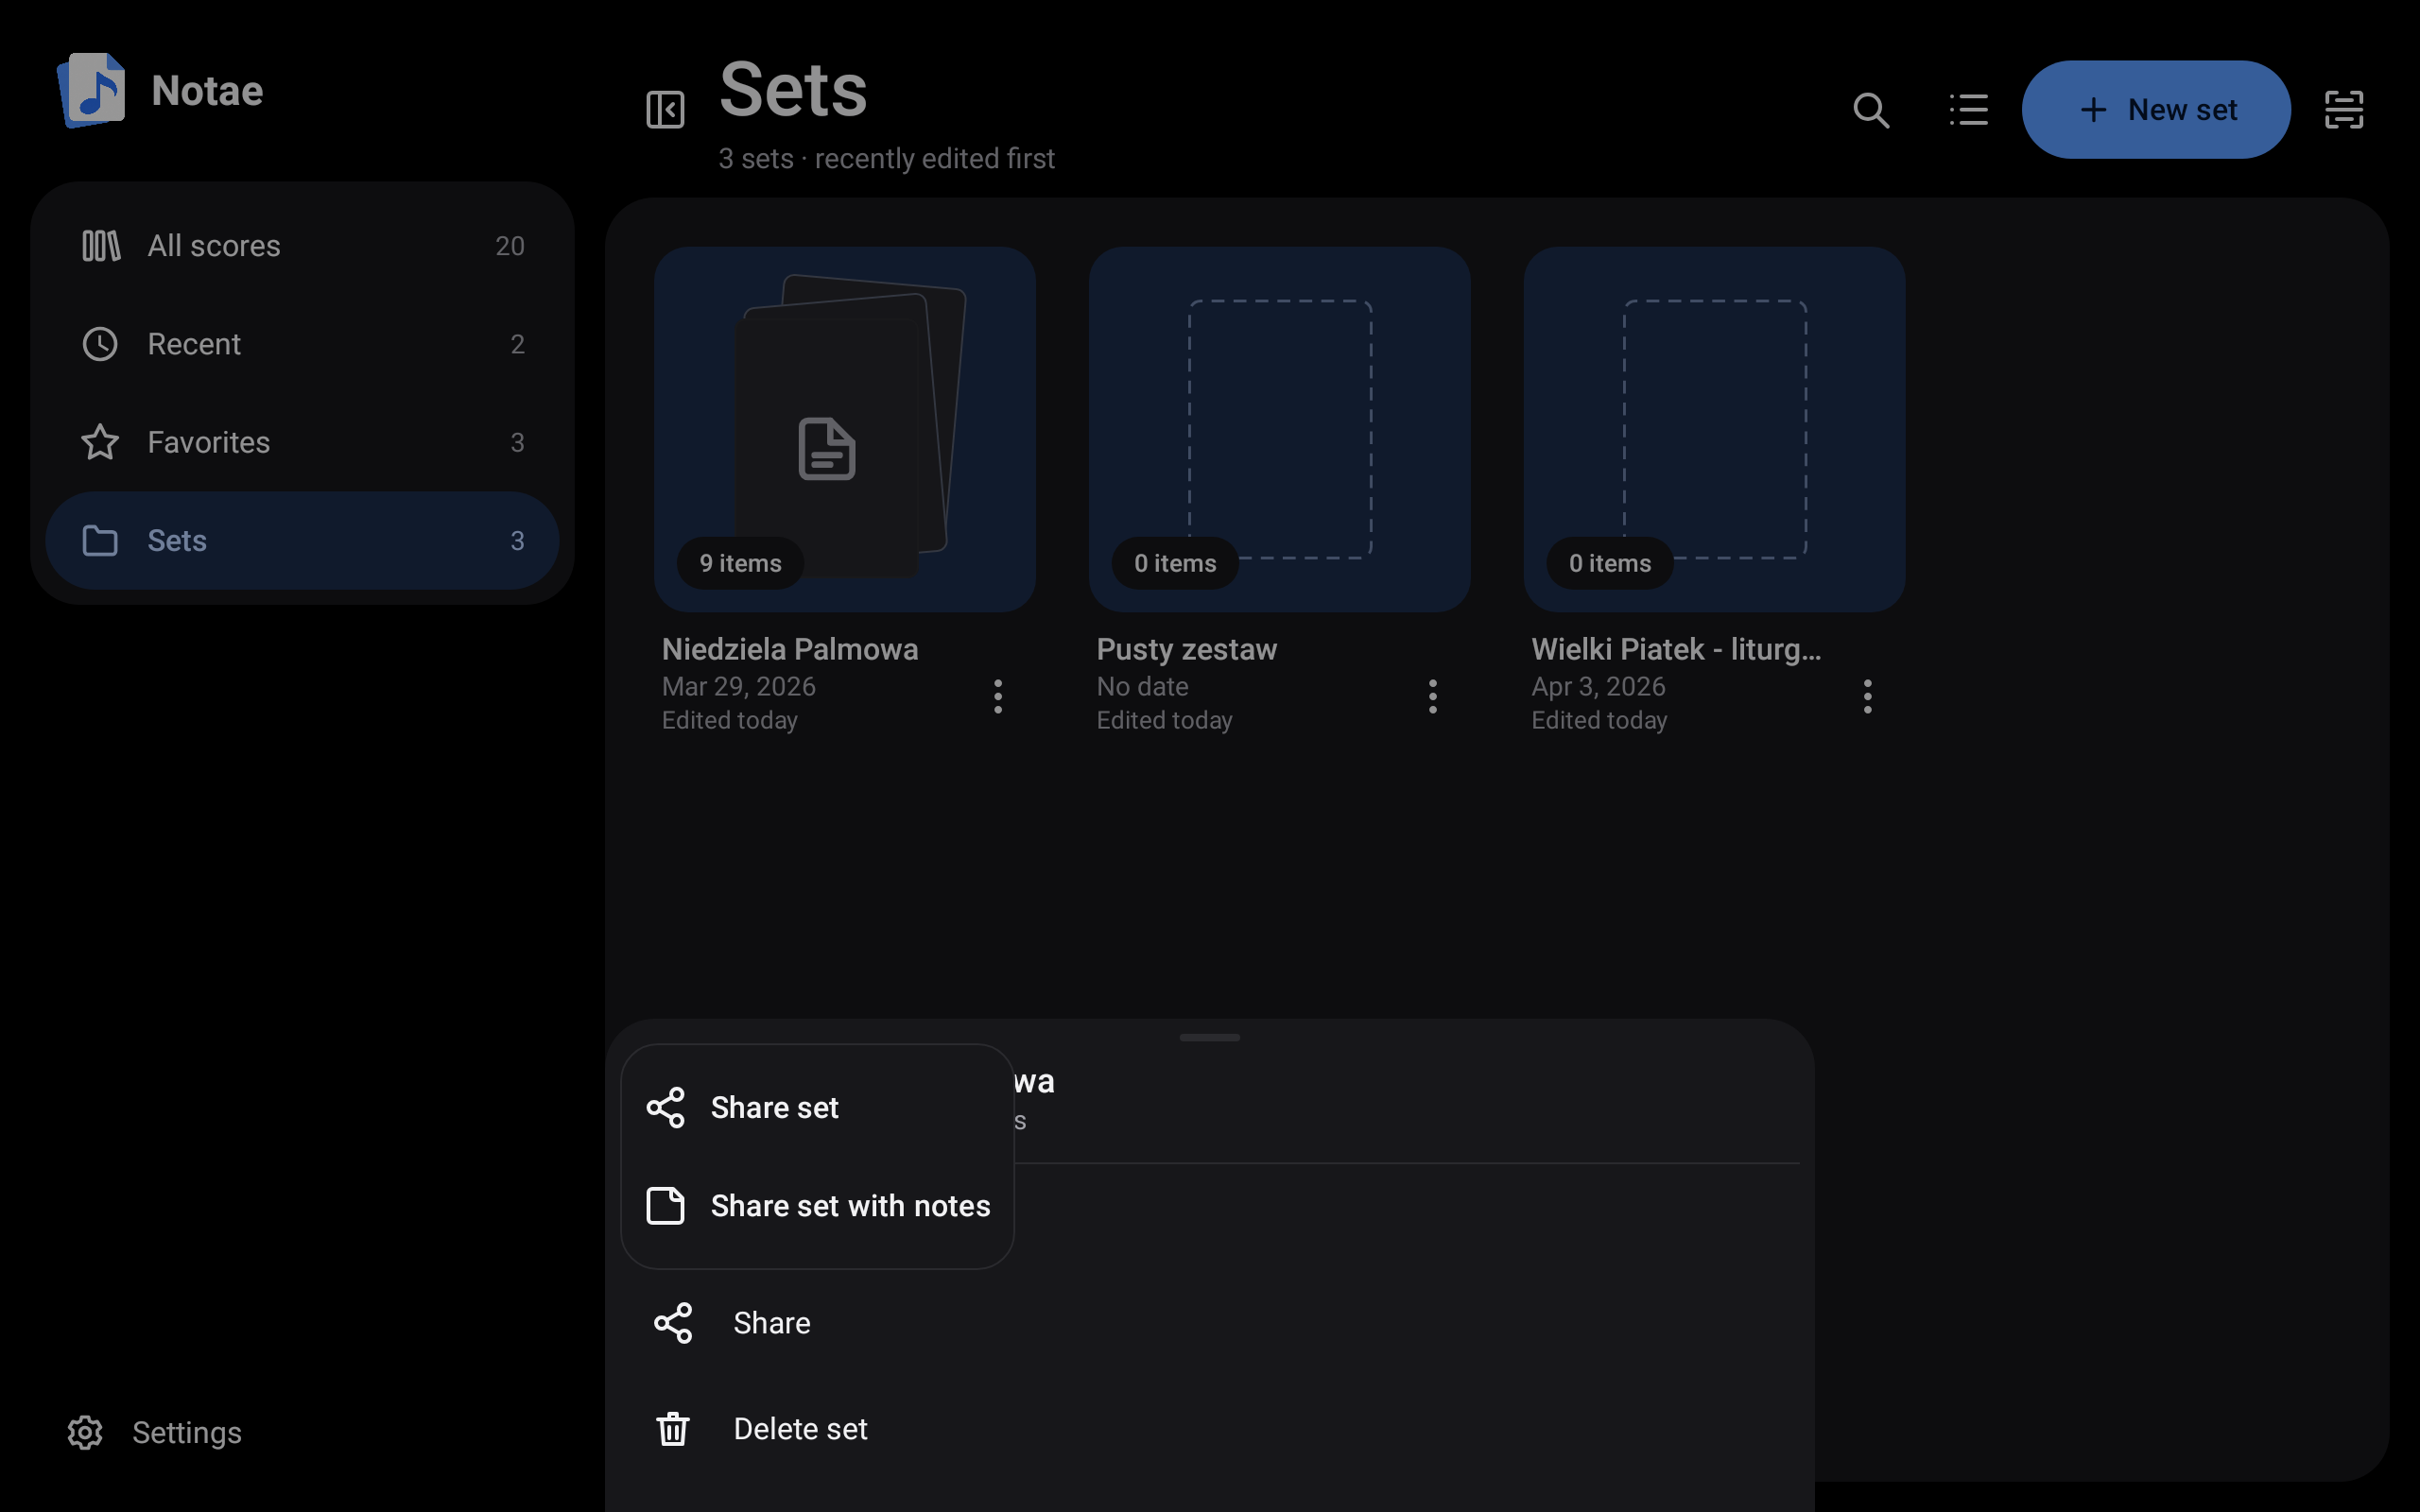 Notae
All scores 20
Recent 2
Favorites 3
Sets 3
Settings
Sets
3 sets · recently edited first
New set
9 items
Niedziela Palmowa
Mar 29, 2026
Edited today
0 items
Pusty zestaw
No date
Edited today
0 items
Wielki Piatek - liturg...
Apr 3, 2026
Edited today
wa
s
Share set
Share set with notes
Share
Delete set